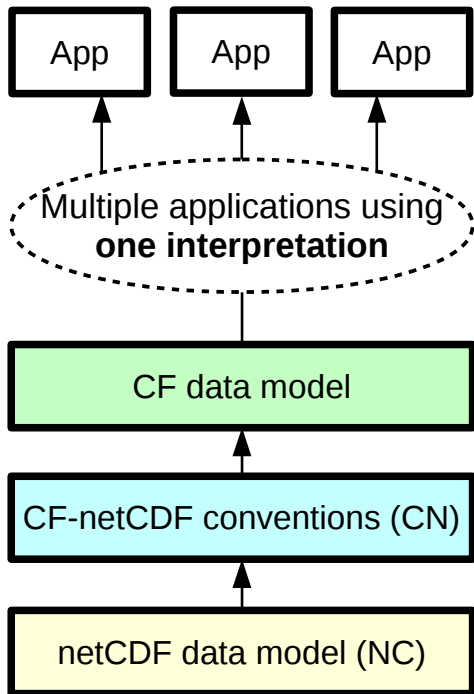 App
App
App
Multiple applications using
one interpretation
CF data model
CF-netCDF conventions (CN)
netCDF data model (NC)